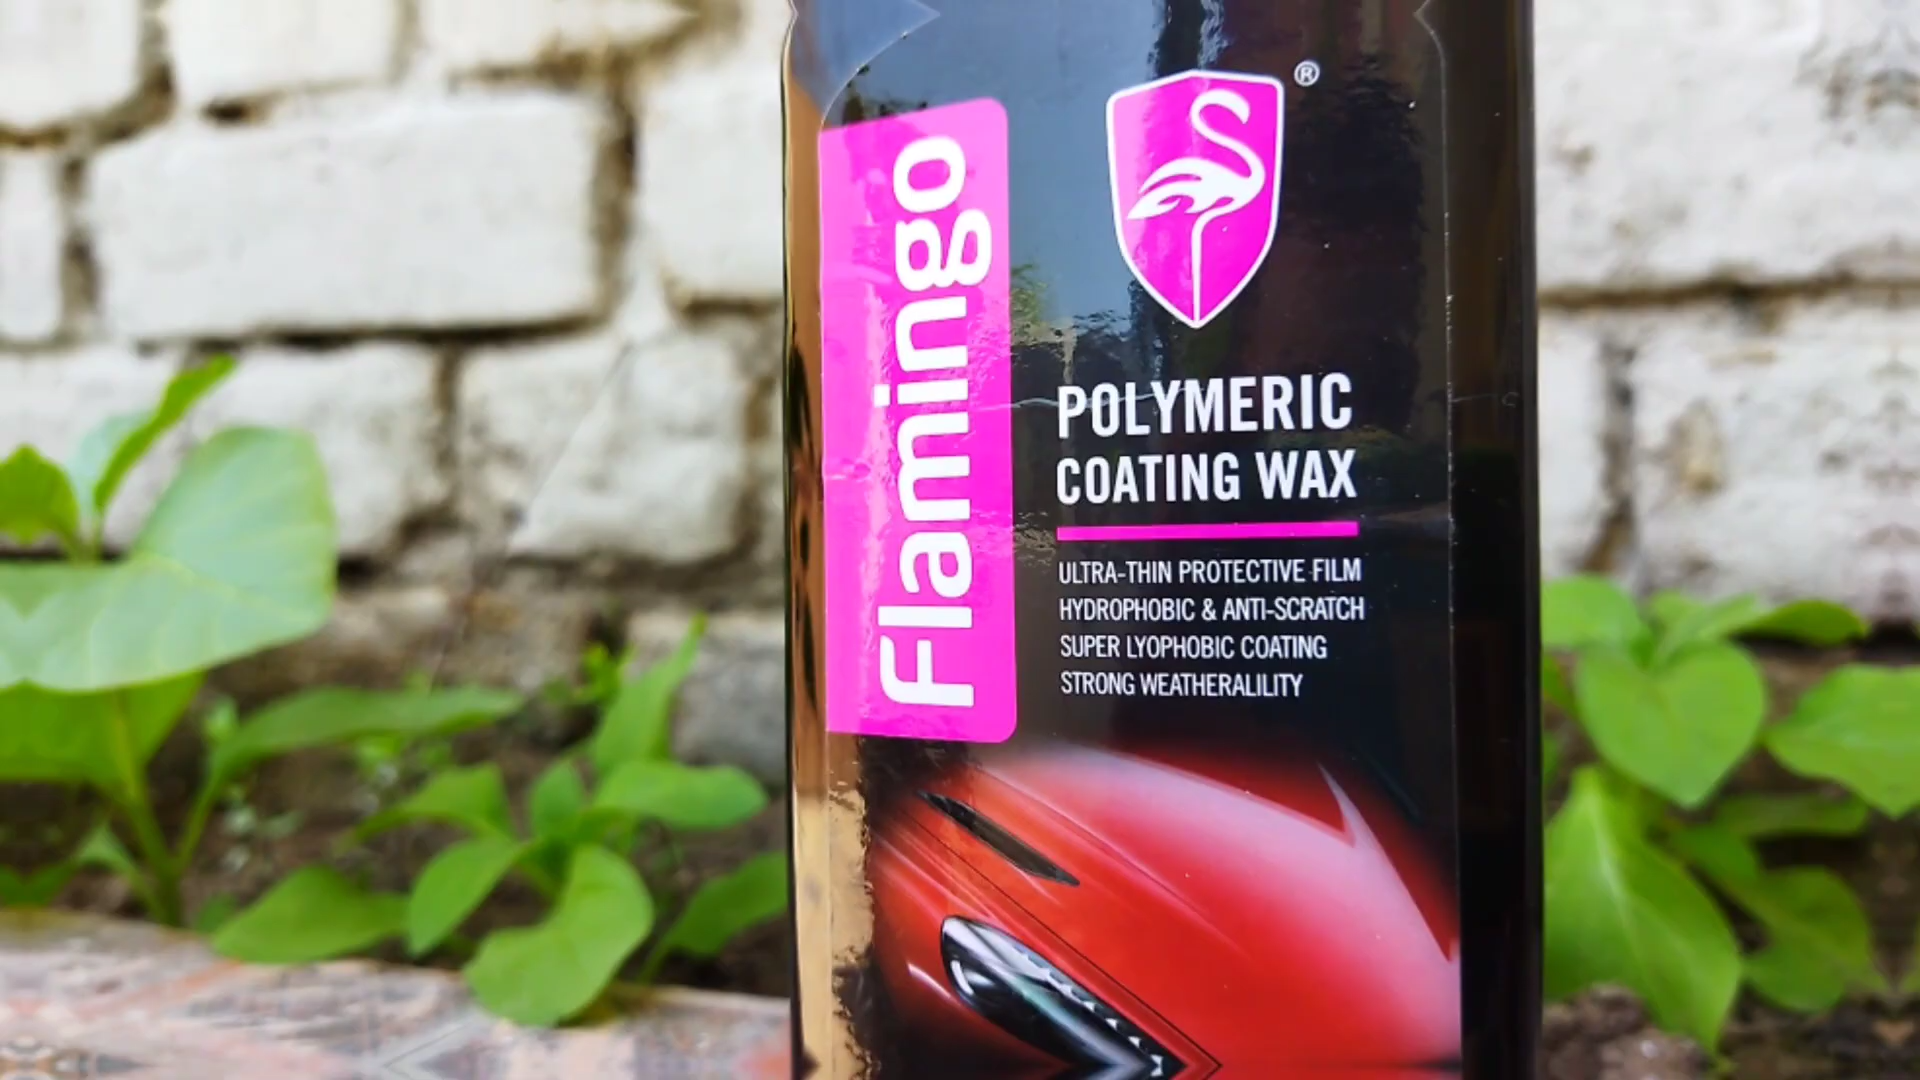 Flamingo
®
POLYMERIC
COATING WAX
ULTRA-THIN PROTECTIVE FILM
HYDROPHOBIC & ANTI-SCRATCH
SUPER LYOPHOBIC COATING
STRONG WEATHERALILITY